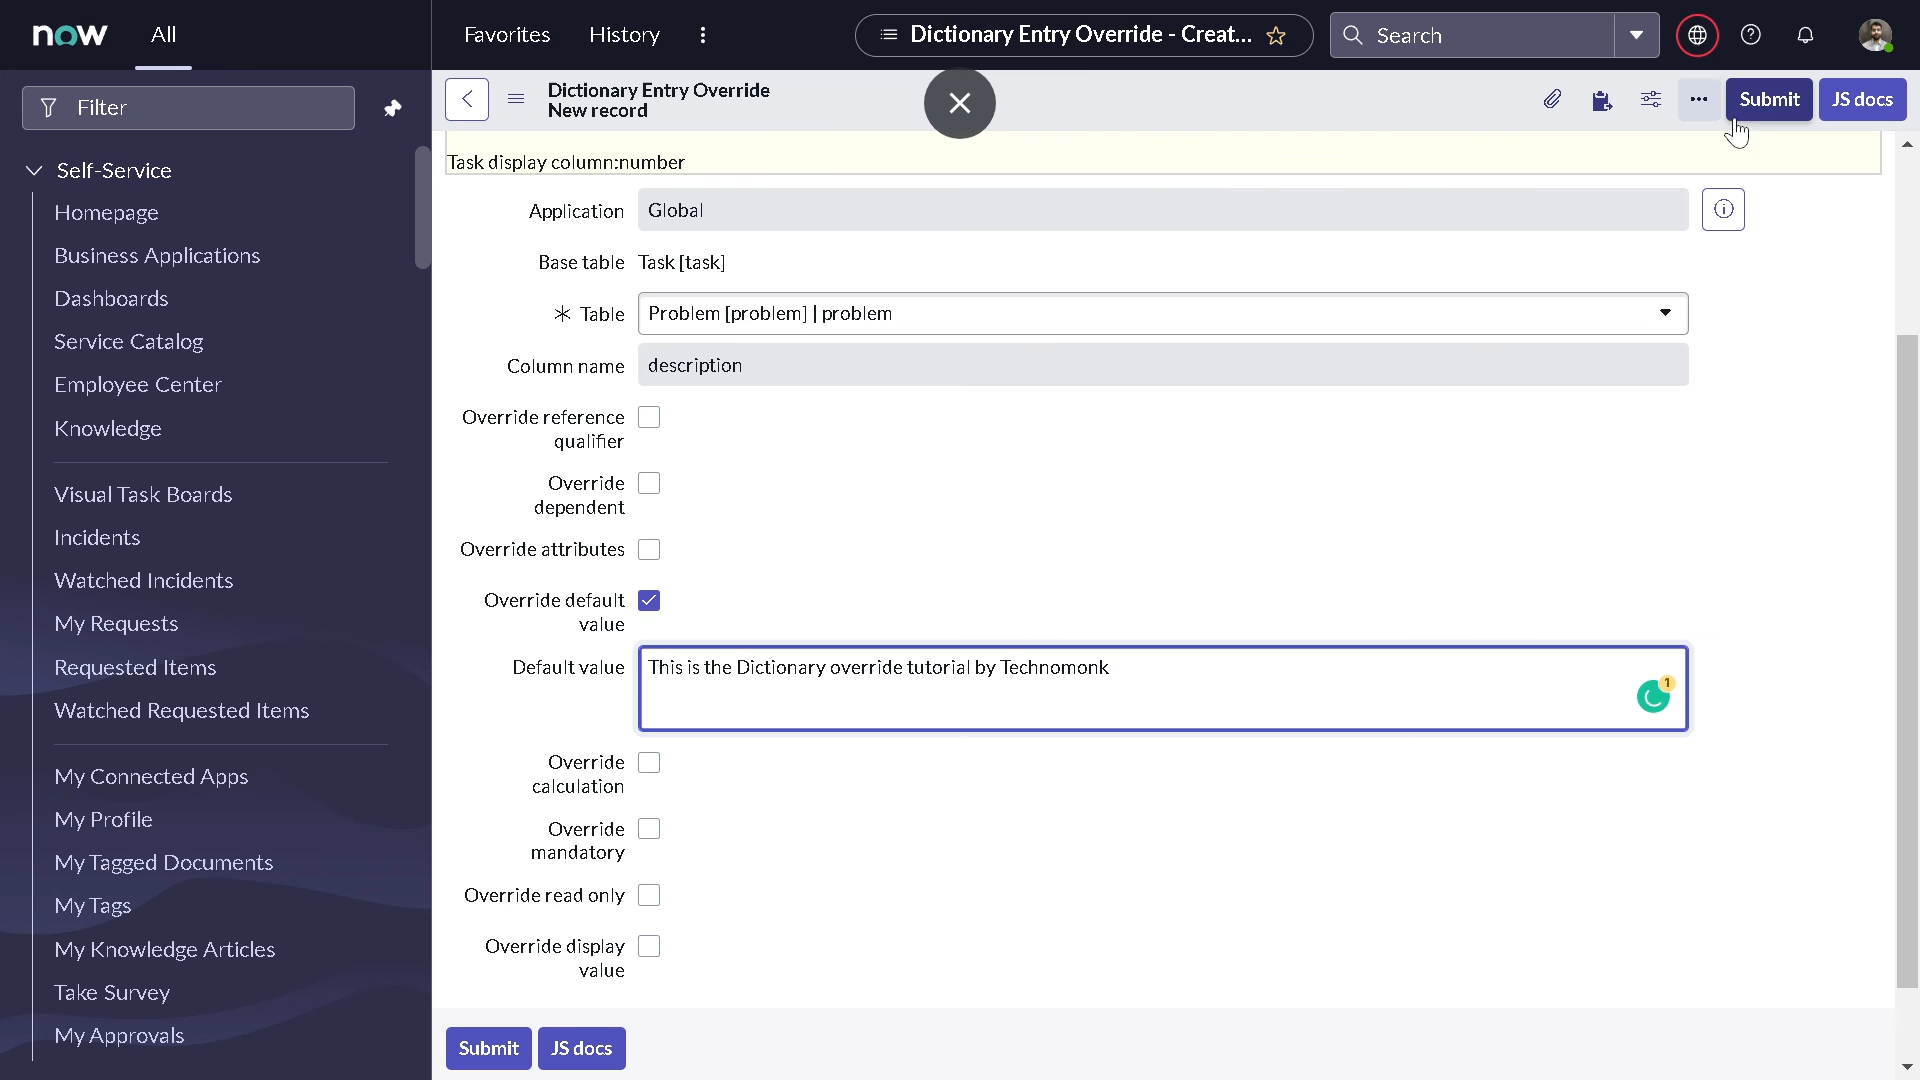 now
All
Favorites
History
Dictionary Entry Override - Creat...
Search
Filter
Dictionary Entry Override
New record
Submit
JS docs
Self-Service
Homepage
Business Applications
Dashboards
Service Catalog
Employee Center
Knowledge
Visual Task Boards
Incidents
Watched Incidents
My Requests
Requested Items
Watched Requested Items
My Connected Apps
My Profile
My Tagged Documents
My Tags
My Knowledge Articles
Take Survey
My Approvals
Task display column:number
Application
Global
Base table
Task [task]
Table
Problem [problem] | problem
Column name
description
Override reference
qualifier
Override
dependent
Override attributes
Override default
value
Default value
This is the Dictionary override tutorial by Technomonk
1
Override
calculation
Override
mandatory
Override read only
Override display
value
Submit
JS docs